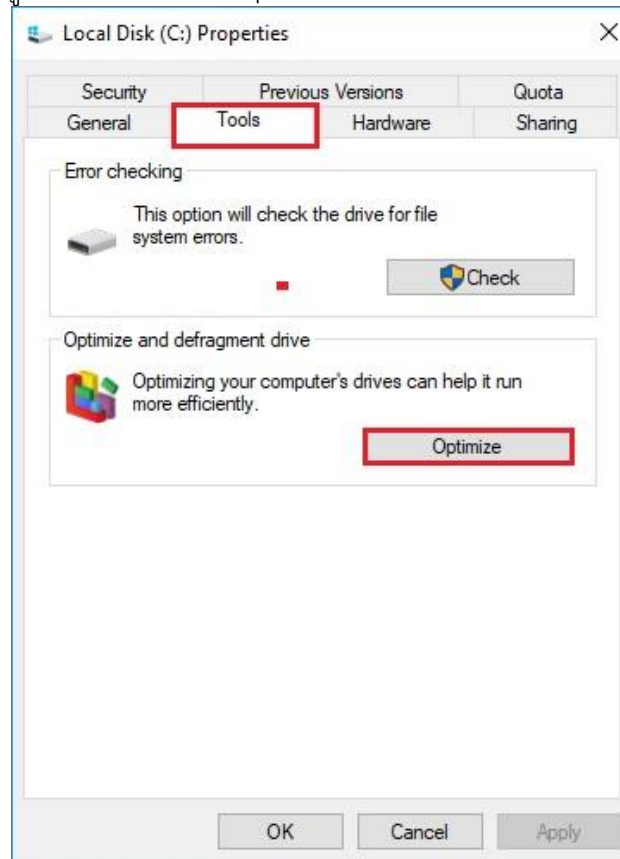 Local Disk (C:) Properties
Security Previous Versions Quota
General Tools Hardware Sharing
Error checking
This option will check the drive for file
system errors.
Check
Optimize and defragment drive
Optimizing your computer's drives can help it run
more efficiently.
Optimize
OK Cancel Apply